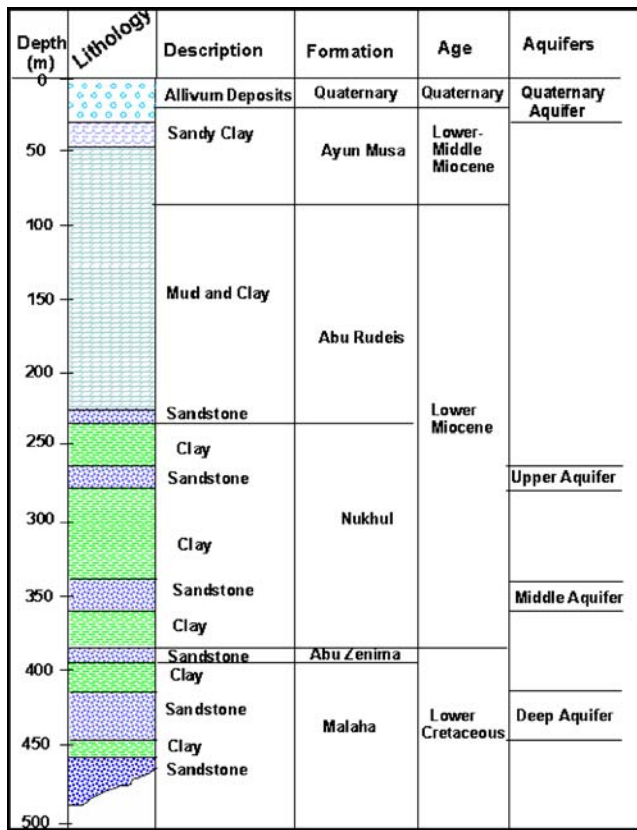 Depth
(m)
Lithology
Description
Formation
Age
Aquifers
0
Allivum Deposits
Quaternary
Quaternary
Quaternary
Aquifer
Sandy Clay
Ayun Musa
Lower-
Middle
Miocene
50
100
Mud and Clay
150
Abu Rudeis
200
Sandstone
Lower
Miocene
250
Clay
Sandstone
Upper Aquifer
300
Nukhul
Clay
350
Sandstone
Middle Aquifer
Clay
Sandstone
Abu Zenima
400
Clay
Sandstone
Malaha
Lower
Cretaceous
Deep Aquifer
450
Clay
Sandstone
500